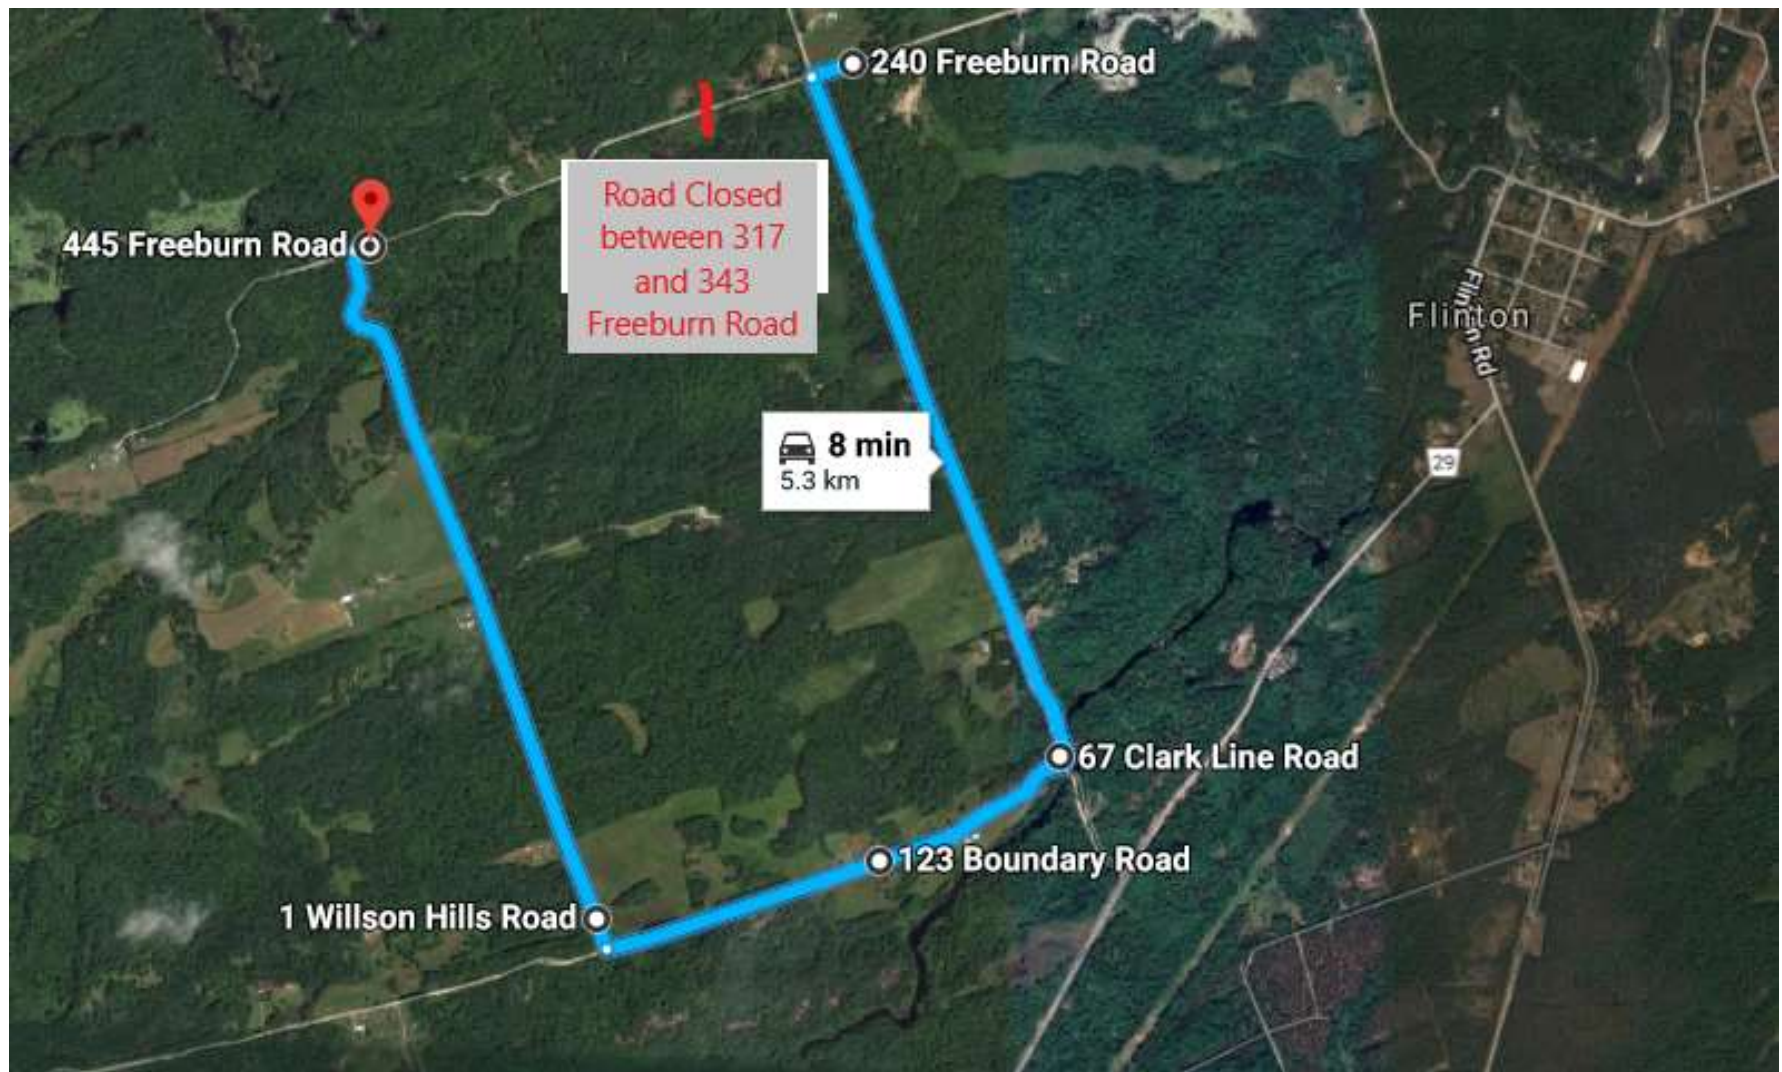 240 Freeburn Road
Road Closed
between 317
and 343
Freeburn Road
445 Freeburn Road
Flinton
Flinton Rd
8 min
5.3 km
29
67 Clark Line Road
123 Boundary Road
1 Willson Hills Road